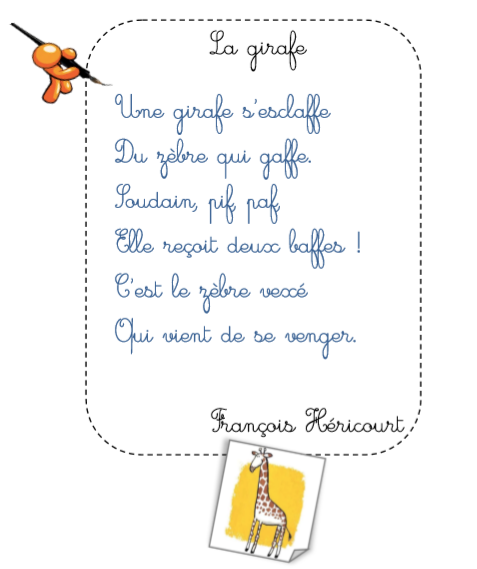 La girafe
Une girafe s'esclaffe
Du zèbre qui gaffe.
Soudain, pif, paf,
Elle reçoit deux baffes !
C'est le zèbre vexé
Qui vient de se venger.
François Héricourt